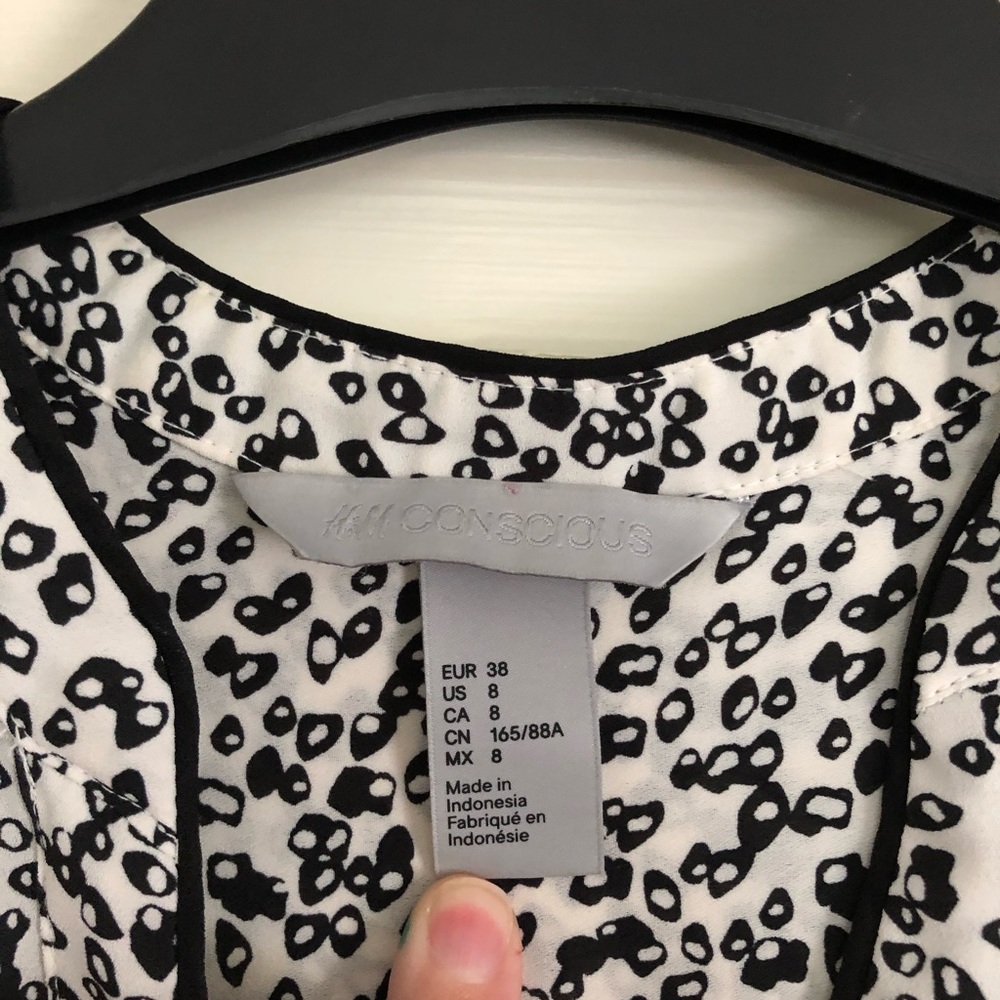 H&M CONSCIOUS
EUR 38
US 8
CA 8
CN 165/88A
MX 8
Made in
Indonesia
Fabriqué en
Indonésie